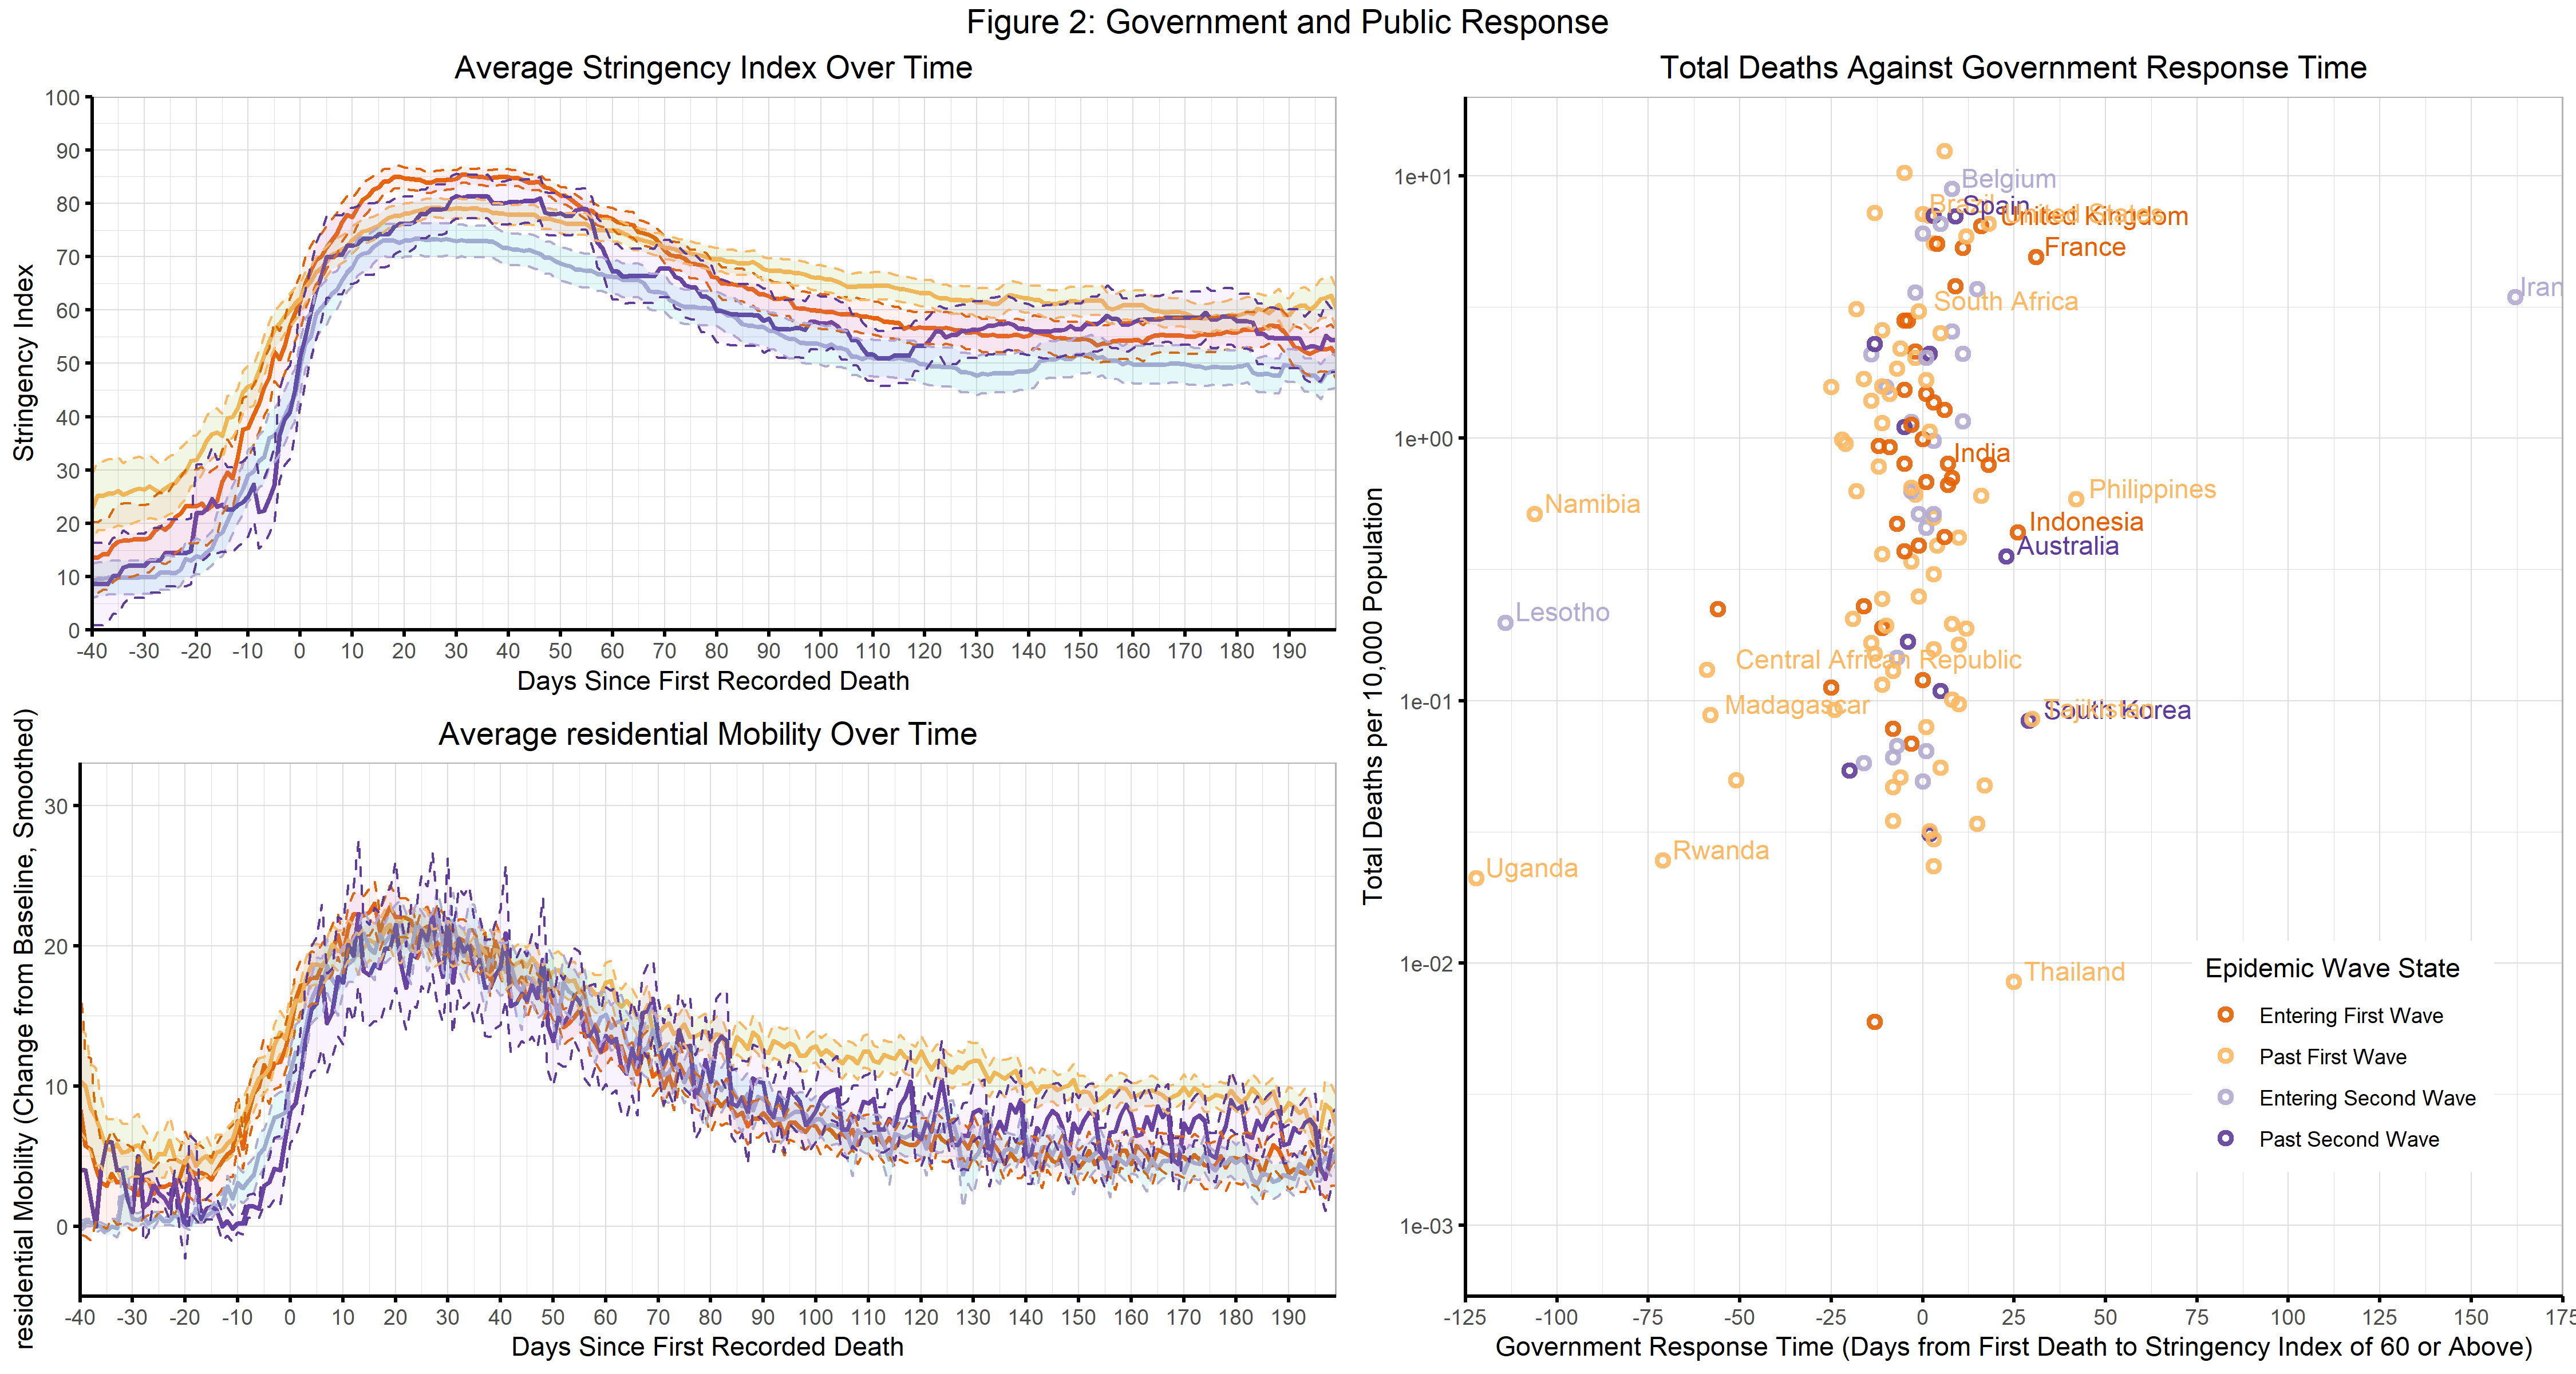 Figure 2: Government and Public Response
Average Stringency Index Over Time
Stringency Index
100
90
80
70
60
50
40
30
20
10
0
-40 -30 -20 -10 0 10 20 30 40 50 60 70 80 90 100 110 120 130 140 150 160 170 180 190
Days Since First Recorded Death
Average residential Mobility Over Time
residential Mobility (Change from Baseline, Smoothed)
30
20
10
0
-40 -30 -20 -10 0 10 20 30 40 50 60 70 80 90 100 110 120 130 140 150 160 170 180 190
Days Since First Recorded Death
Total Deaths Against Government Response Time
Total Deaths per 10,000 Population
1e+01
1e+00
1e-01
1e-02
1e-03
Belgium
Brazil
Spain
United States
United Kingdom
France
Iran
South Africa
India
Philippines
Namibia
Indonesia
Australia
Lesotho
Central African Republic
Madagascar
Tajikistan
South Korea
Rwanda
Uganda
Thailand
Epidemic Wave State
Entering First Wave
Past First Wave
Entering Second Wave
Past Second Wave
-125 -100 -75 -50 -25 0 25 50 75 100 125 150 175
Government Response Time (Days from First Death to Stringency Index of 60 or Above)